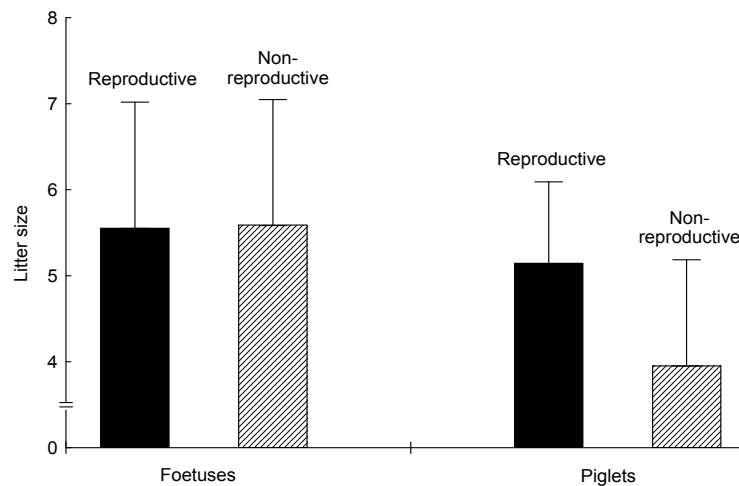 8
Non-
Reproductive
reproductive
7
Reproductive
6
Non-
reproductive
Litter size
5
4
0
Foetuses
Piglets